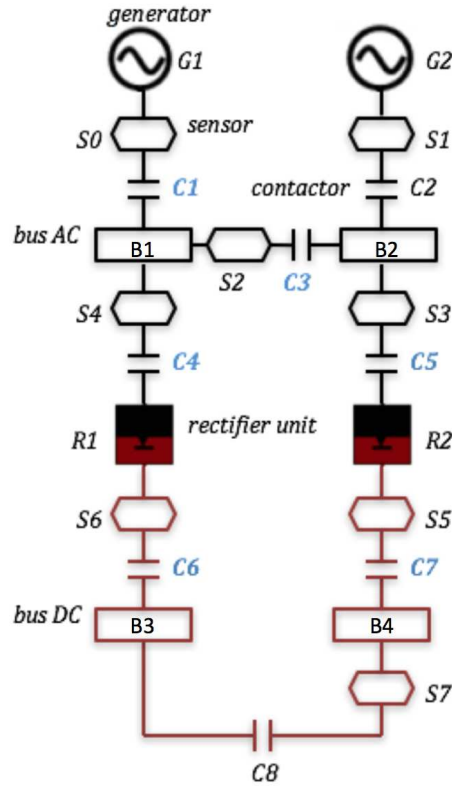 generator
G1
G2
S0
sensor
S1
C1
contactor
C2
bus AC
B1
B2
S2
C3
S4
S3
C4
C5
R1
rectifier unit
R2
S6
S5
C6
C7
bus DC
B3
B4
S7
C8